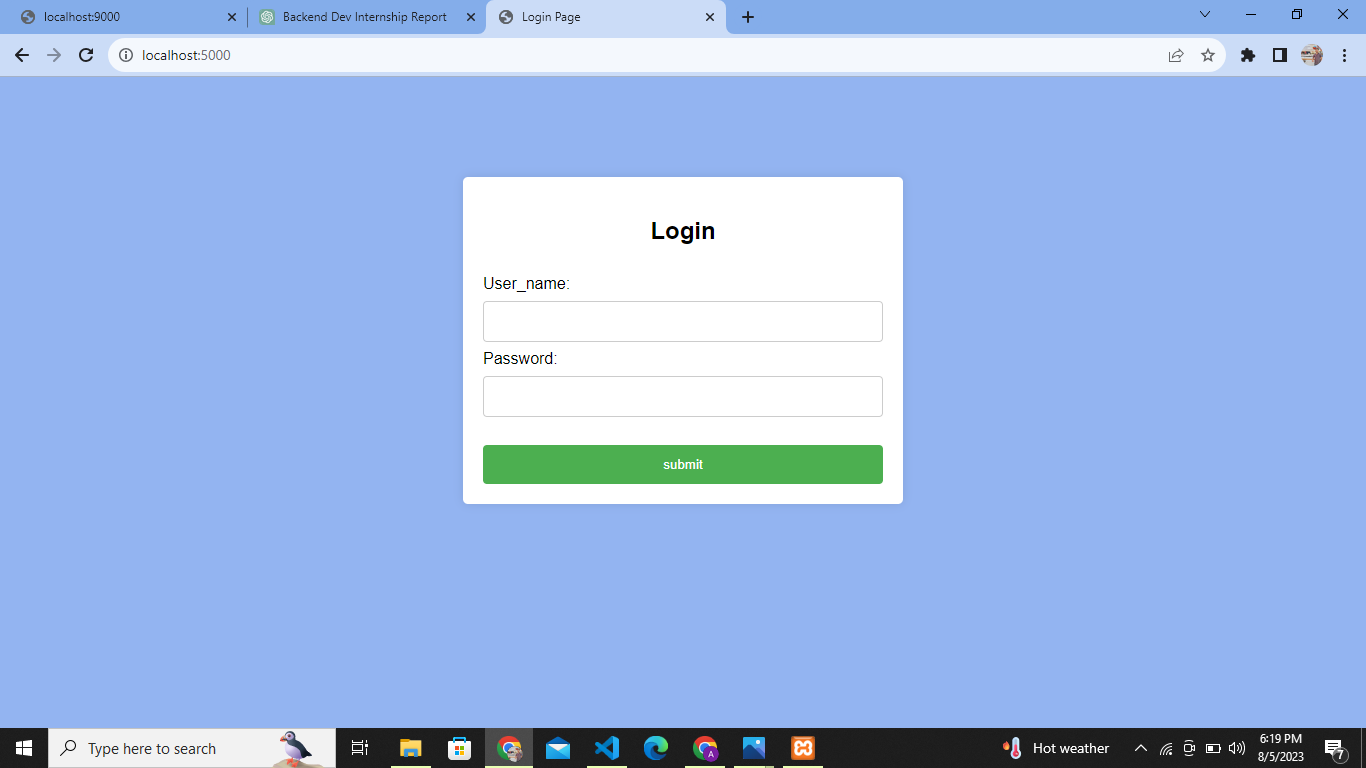 localhost:9000
Backend Dev Internship Report
Login Page
localhost:5000
Login
User_name:
Password:
submit
Type here to search
Hot weather
6:19 PM
8/5/2023
7
A